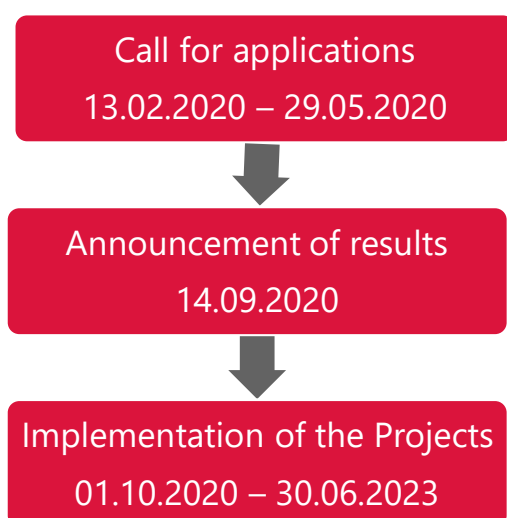 Call for applications
13.02.2020 – 29.05.2020
Announcement of results
14.09.2020
Implementation of the Projects
01.10.2020 – 30.06.2023